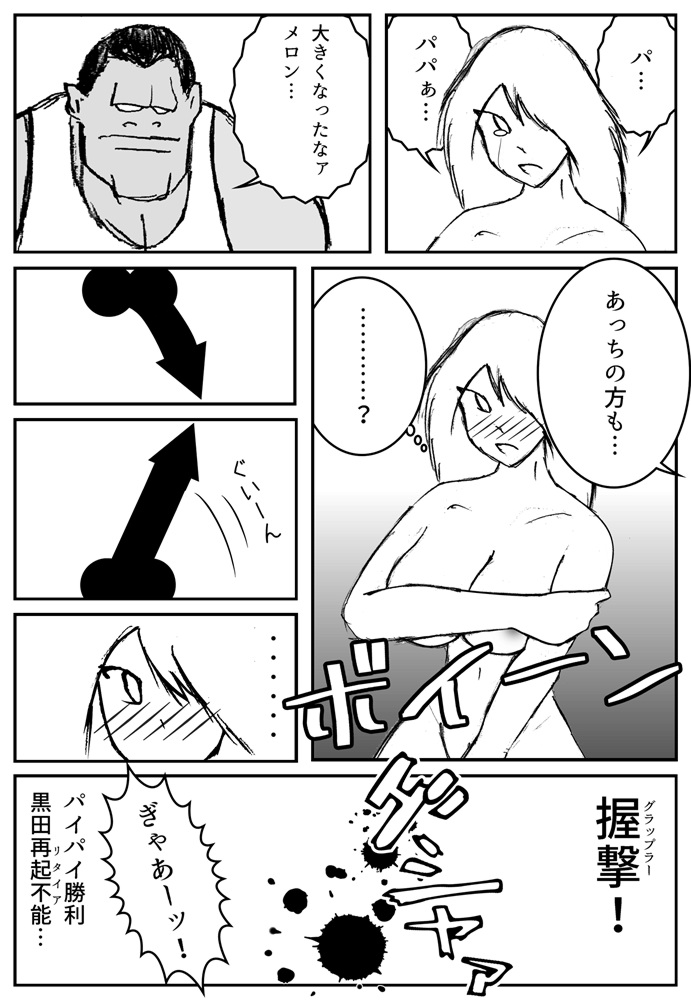 パ…
パパぁ…
大きくなったなァ
メロン…
あっちの方も…
…………？
ボイーン
ぐいーん
………
握撃！
グラップラー
グシャァ
ぎゃあーッ！
パイパイ勝利
黒田再起不能…
リタイア